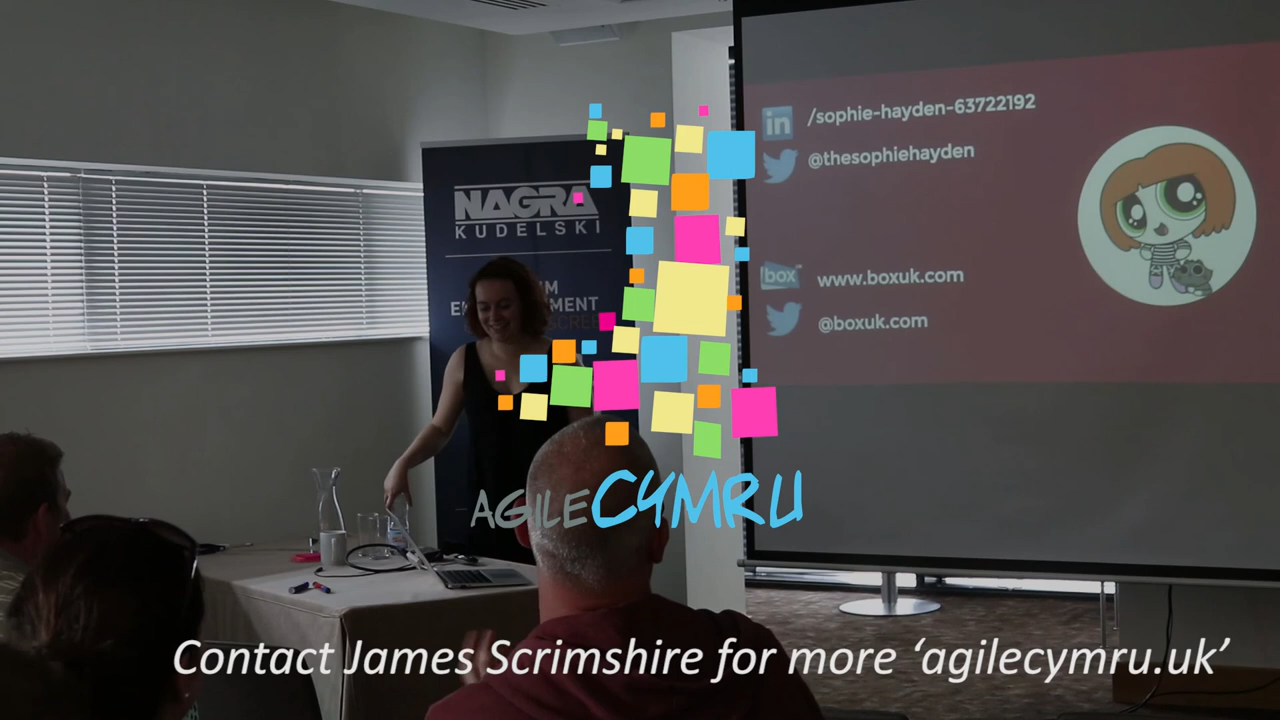 /sophie-hayden-63722192
@thesophiehayden
box
www.boxuk.com
@boxuk.com
in
NAGRA
KUDELSKI
AGILECYMRU
Contact James Scrimshire for more ‘agilecymru.uk’